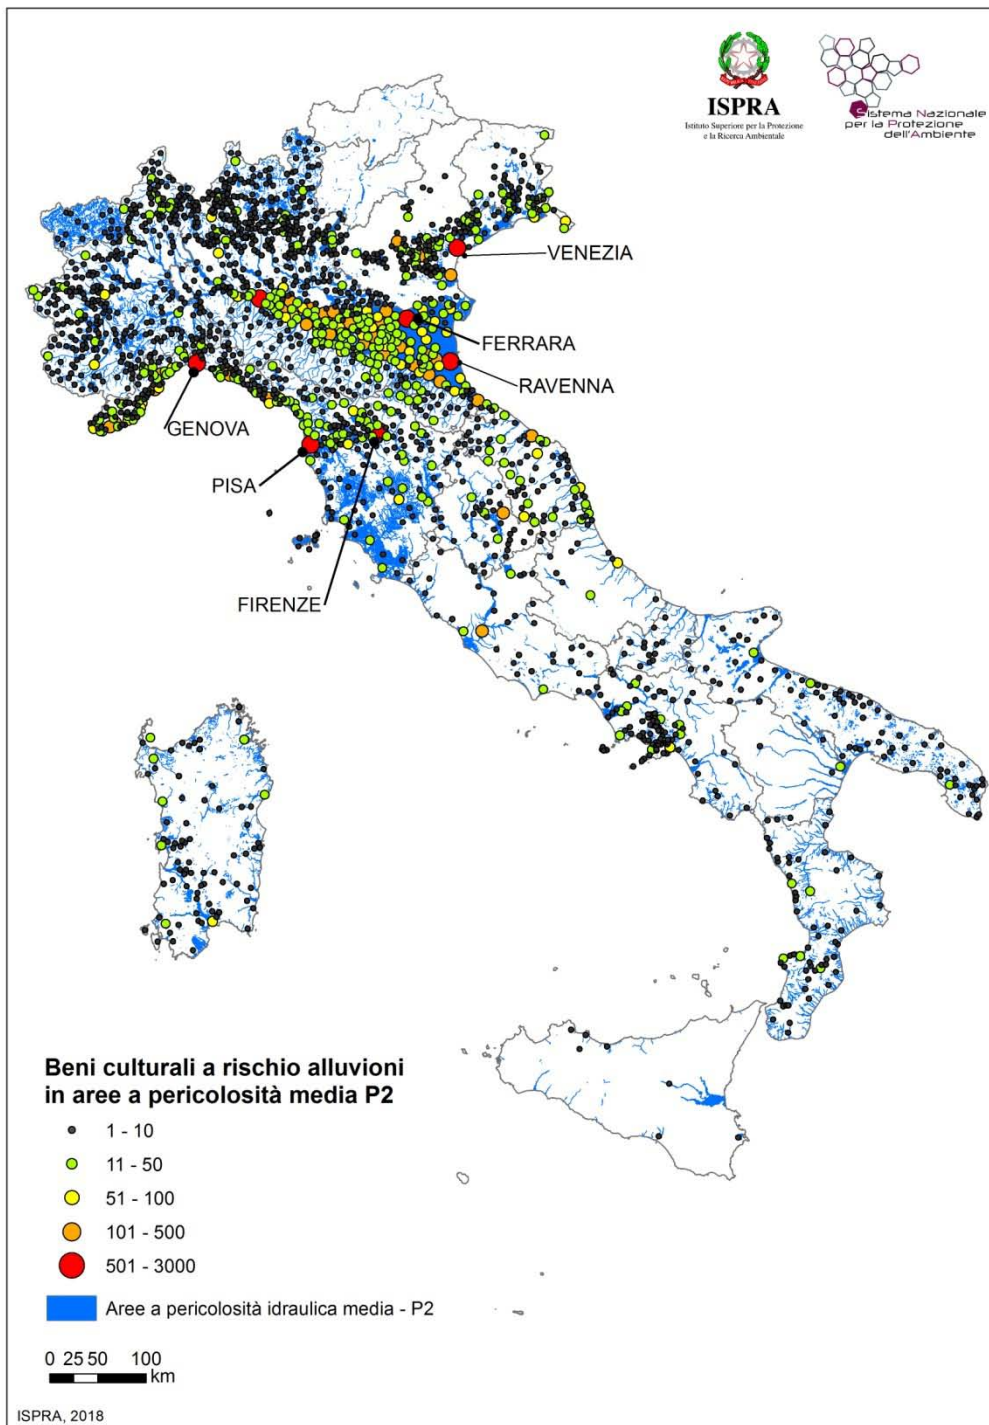 ISPRA
Istituto Superiore per la Protezione
e la Ricerca Ambientale
Sistema Nazionale
per la Protezione
dell'Ambiente
VENEZIA
FERRARA
RAVENNA
GENOVA
PISA
FIRENZE
Beni culturali a rischio alluvioni
in aree a pericolosità media P2
1 - 10
11 - 50
51 - 100
101 - 500
501 - 3000
Aree a pericolosità idraulica media - P2
0 25 50 100
km
ISPRA, 2018